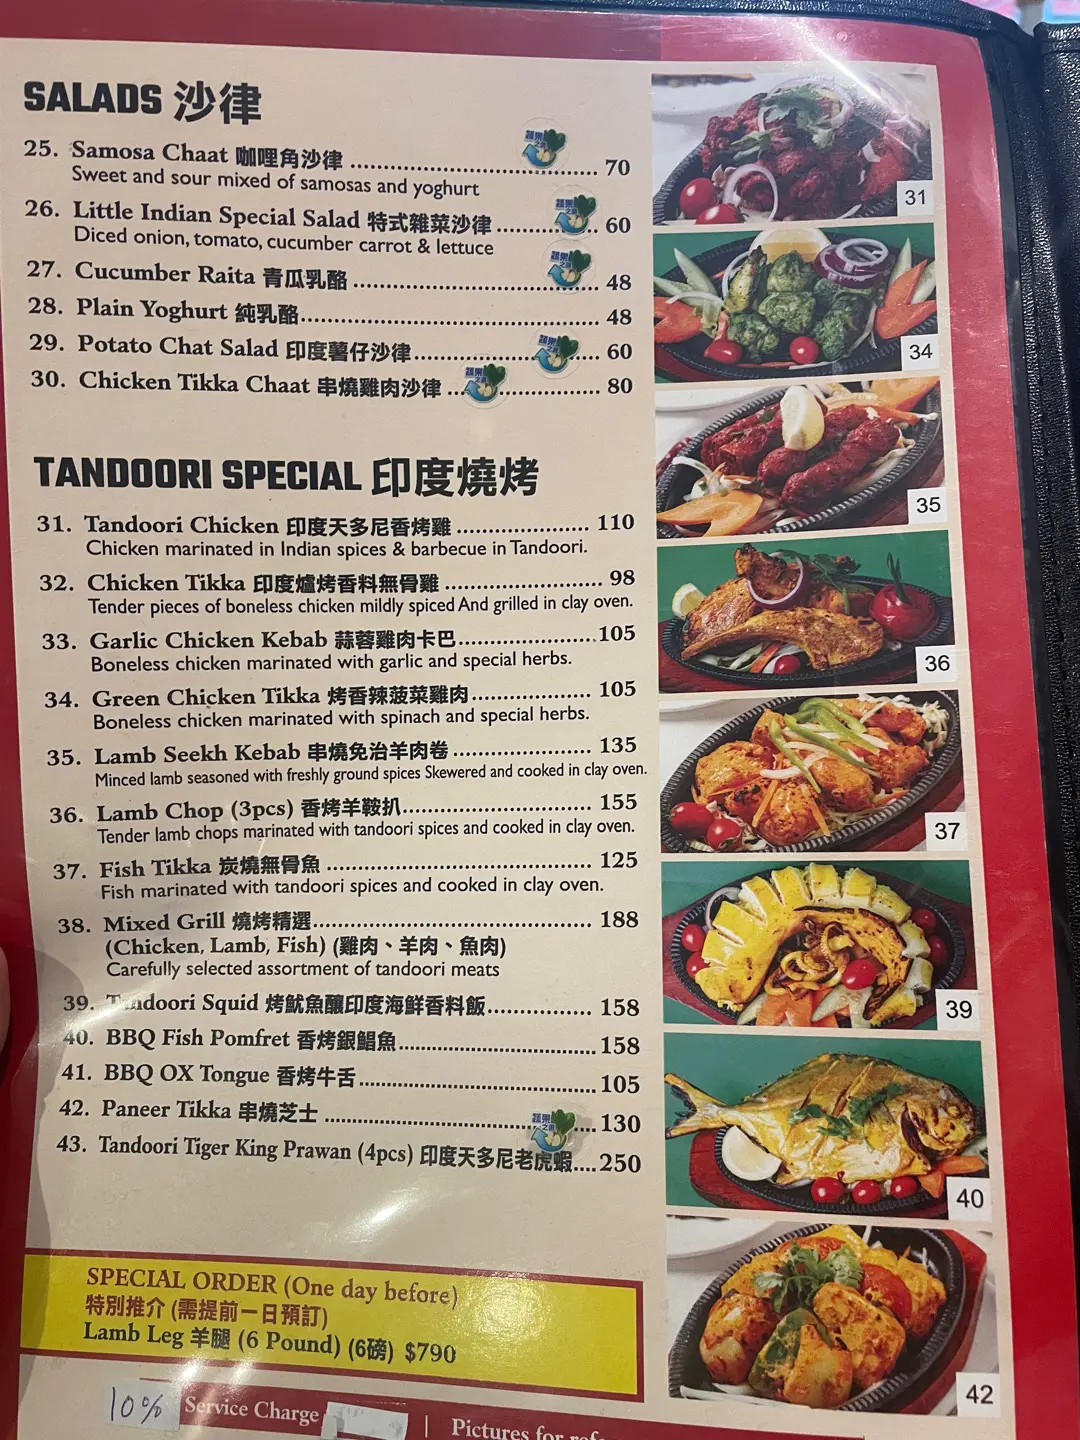 SALADS 沙律
25. Samosa Chaat 咖哩角沙律 70
Sweet and sour mixed of samosas and yoghurt
26. Little Indian Special Salad 特式雜菜沙律 60
Diced onion, tomato, cucumber carrot & lettuce
27. Cucumber Raita 青瓜乳酪 48
28. Plain Yoghurt 純乳酪 48
29. Potato Chat Salad 印度薯仔沙律 60
30. Chicken Tikka Chaat 串燒雞肉沙律 80
TANDOORI SPECIAL 印度燒烤
31. Tandoori Chicken 印度天多尼香烤雞 110
Chicken marinated in Indian spices & barbecue in Tandoori.
32. Chicken Tikka 印度爐烤香料無骨雞 98
Tender pieces of boneless chicken mildly spiced And grilled in clay oven.
33. Garlic Chicken Kebab 蒜蓉雞肉卡巴 105
Boneless chicken marinated with garlic and special herbs.
34. Green Chicken Tikka 烤香辣菠菜雞肉 105
Boneless chicken marinated with spinach and special herbs.
35. Lamb Seekh Kebab 串燒免治羊肉卷 135
Minced lamb seasoned with freshly ground spices Skewered and cooked in clay oven.
36. Lamb Chop (3pcs) 香烤羊鞍扒 155
Tender lamb chops marinated with tandoori spices and cooked in clay oven.
37. Fish Tikka 炭燒無骨魚 125
Fish marinated with tandoori spices and cooked in clay oven.
38. Mixed Grill 燒烤精選 188
(Chicken, Lamb, Fish) (雞肉、羊肉、魚肉)
Carefully selected assortment of tandoori meats
39. Tandoori Squid 烤魷魚釀印度海鮮香料飯 158
40. BBQ Fish Pomfret 香烤銀鯧魚 158
41. BBQ OX Tongue 香烤牛舌 105
42. Paneer Tikka 串燒芝士 130
43. Tandoori Tiger King Prawan (4pcs) 印度天多尼老虎蝦 250
SPECIAL ORDER (One day before)
特別推介 (需提前一日預訂)
Lamb Leg 羊腿 (6 Pound) (6磅) $790
10% Service Charge | Pictures for
31
34
35
36
37
39
40
42